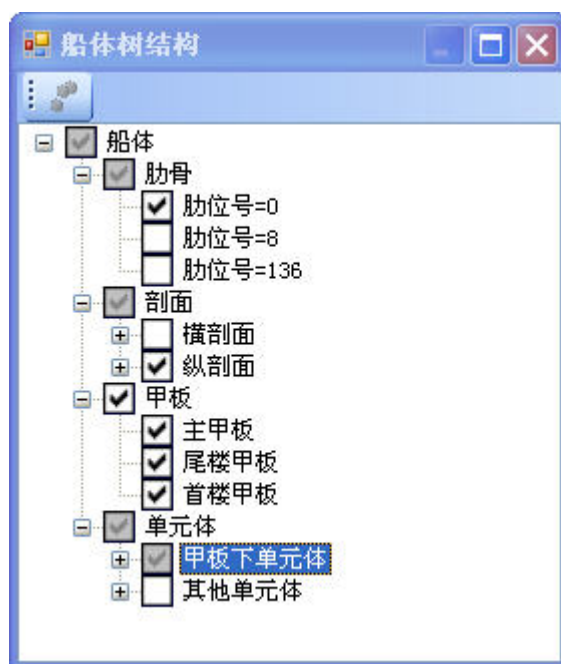 船体树结构
船体
肋骨
肋位号=0
肋位号=8
肋位号=136
剖面
横剖面
纵剖面
甲板
主甲板
尾楼甲板
首楼甲板
单元体
甲板下单元体
其他单元体